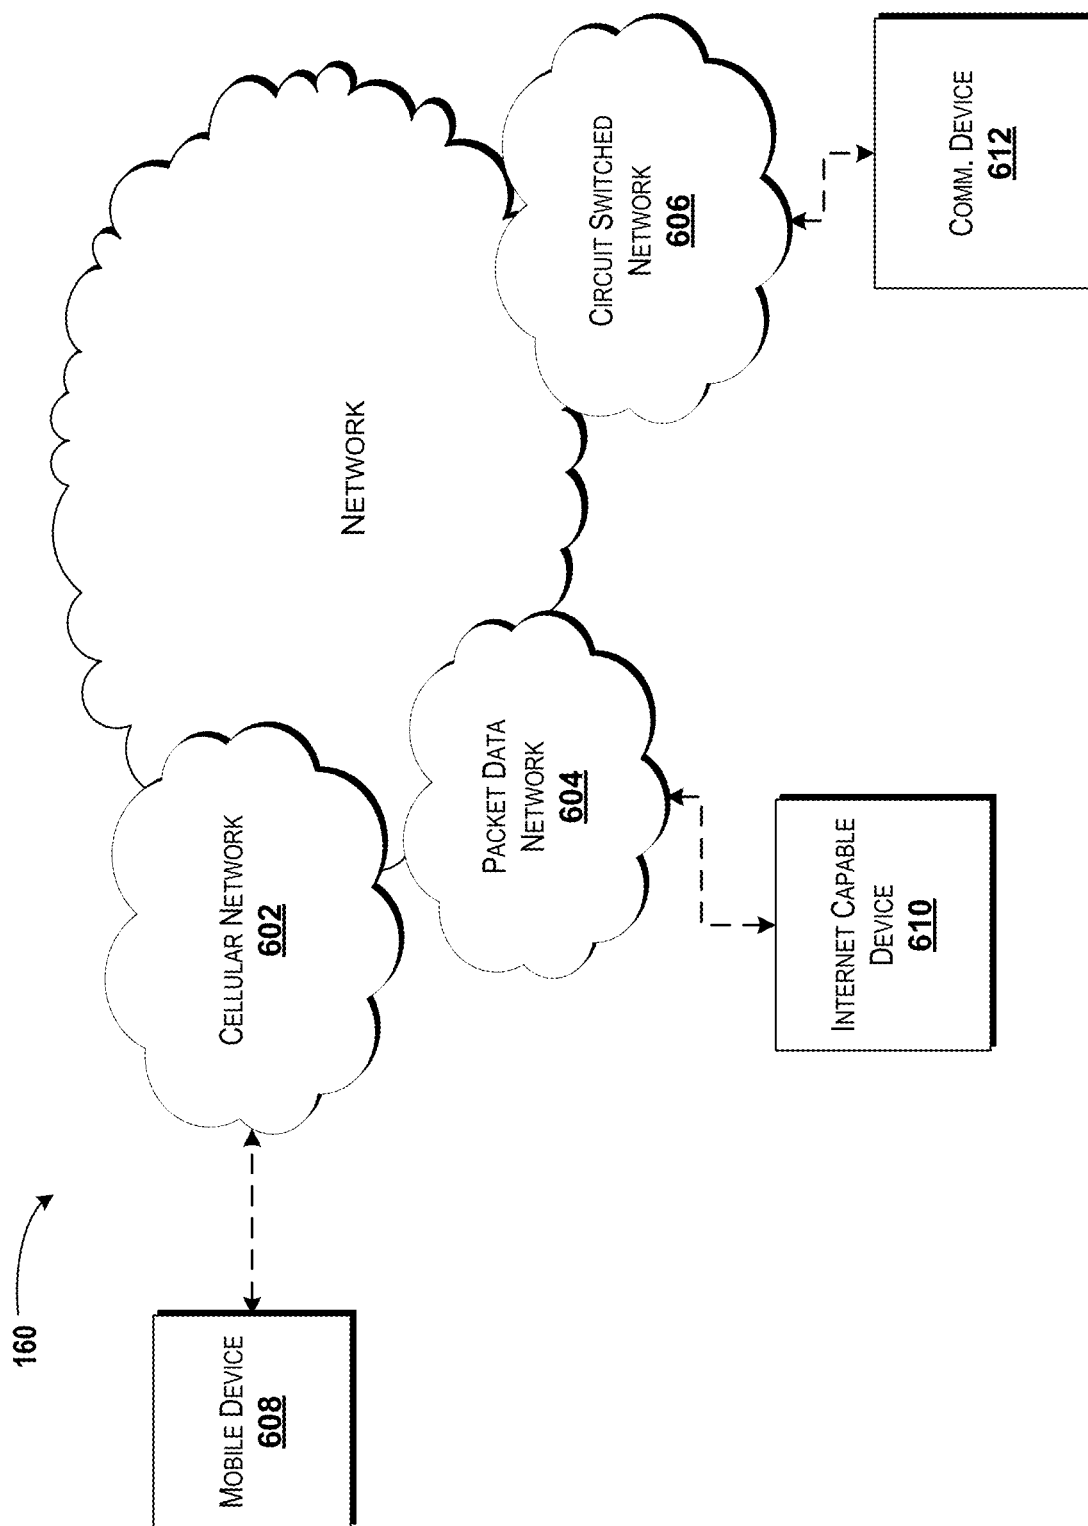 160
NETWORK
CELLULAR NETWORK
602
PACKET DATA
NETWORK
604
CIRCUIT SWITCHED
NETWORK
606
MOBILE DEVICE
608
INTERNET CAPABLE
DEVICE
610
COMM. DEVICE
612